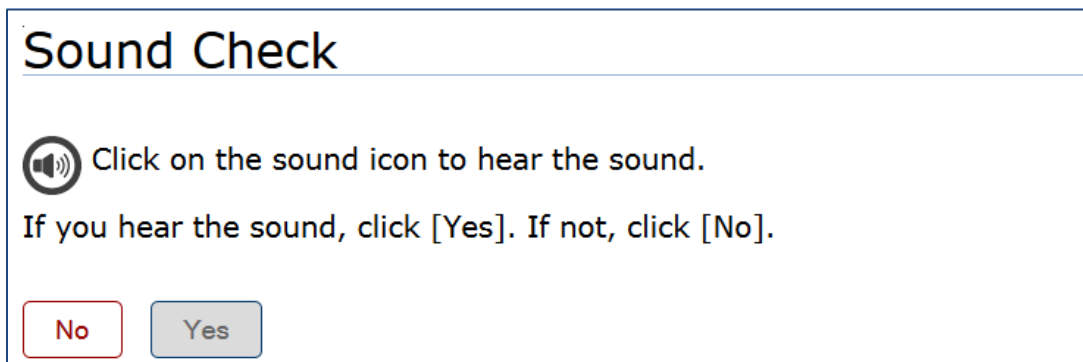 Sound Check
Click on the sound icon to hear the sound.
If you hear the sound, click [Yes]. If not, click [No].
No Yes